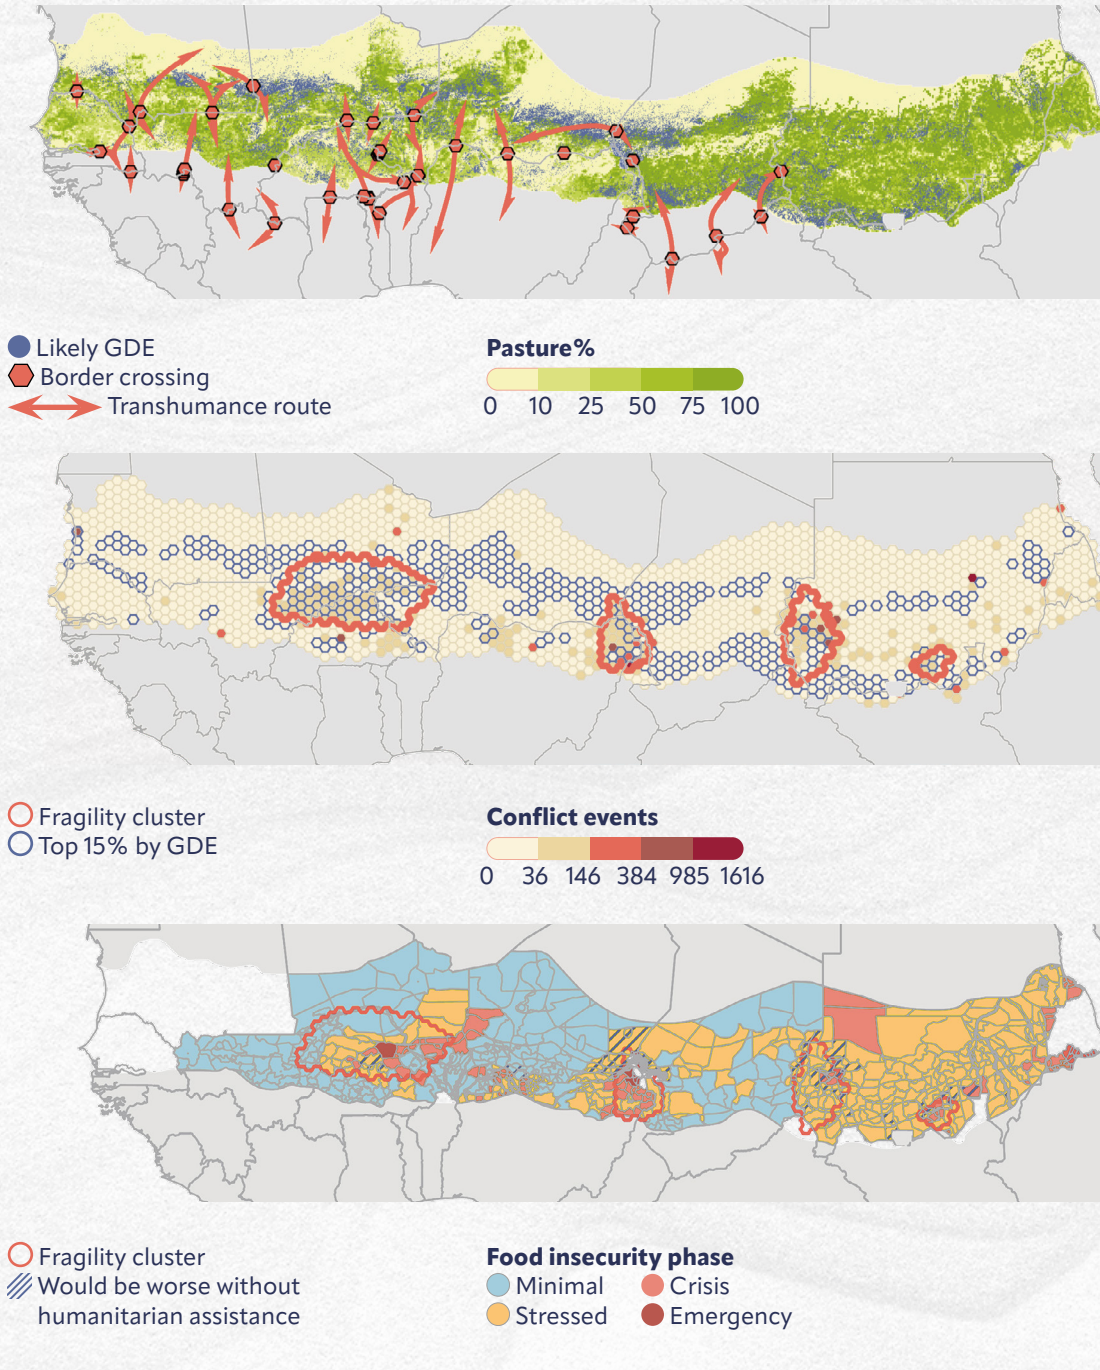 Likely GDE
Border crossing
Transhumance route
Pasture%
0 10 25 50 75 100
Fragility cluster
Top 15% by GDE
Conflict events
0 36 146 384 985 1616
Fragility cluster
Would be worse without
humanitarian assistance
Food insecurity phase
Minimal Crisis
Stressed Emergency